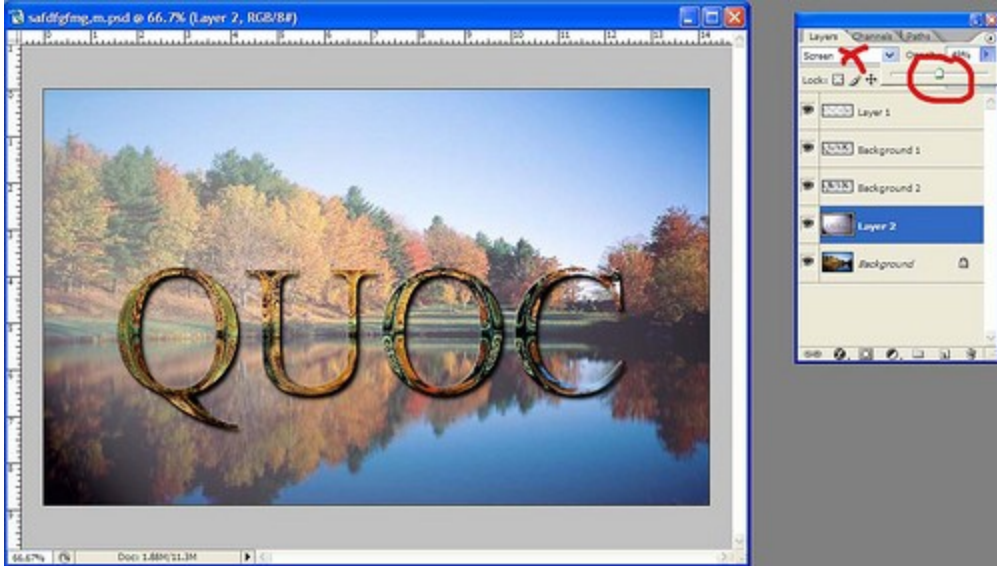 safdfgfmg,m.psd @ 66.7% (Layer 2, RGB/8#)
Layers Channels Paths
Screen
Lock:
Layer 1
Background 1
Background 2
Layer 2
Background
QUOC
66.67% Doc: 1.88M/11.3M